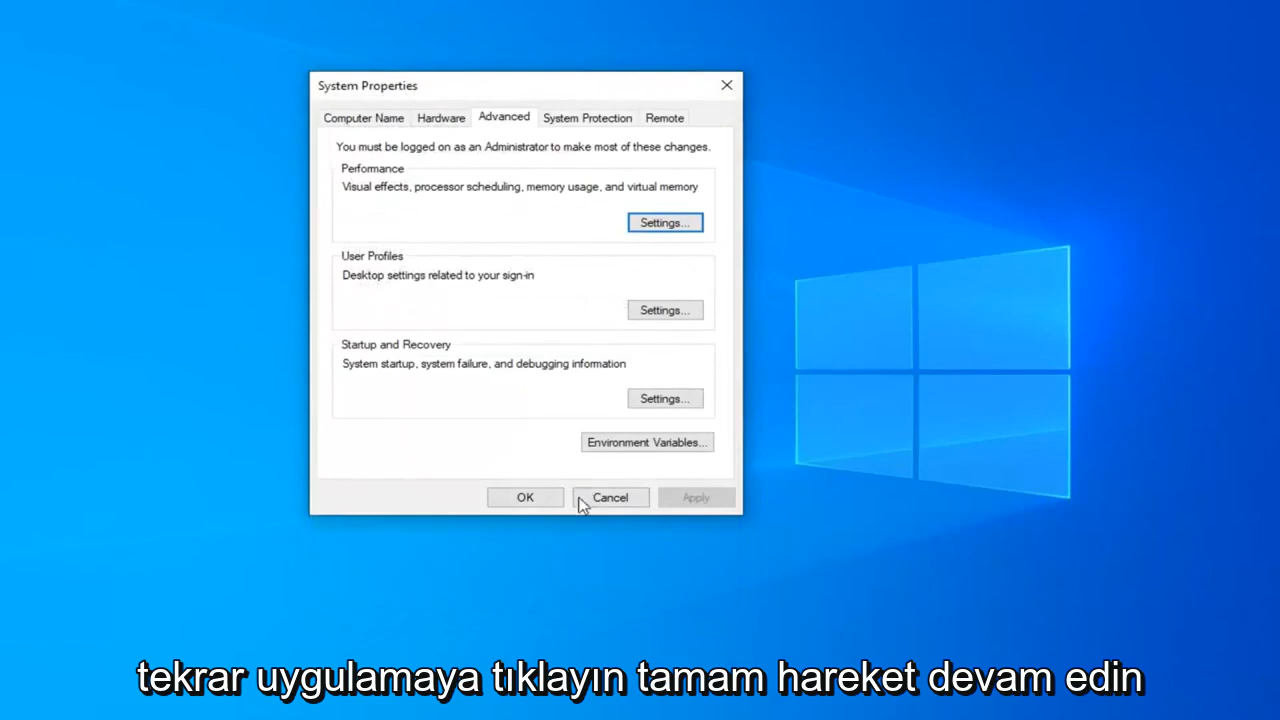 System Properties
Computer Name Hardware Advanced System Protection Remote
You must be logged on as an Administrator to make most of these changes.
Performance
Visual effects, processor scheduling, memory usage, and virtual memory
Settings...
User Profiles
Desktop settings related to your sign-in
Settings...
Startup and Recovery
System startup, system failure, and debugging information
Settings...
Environment Variables...
OK Cancel Apply
tekrar uygulamaya tıklayın tamam hareket devam edin